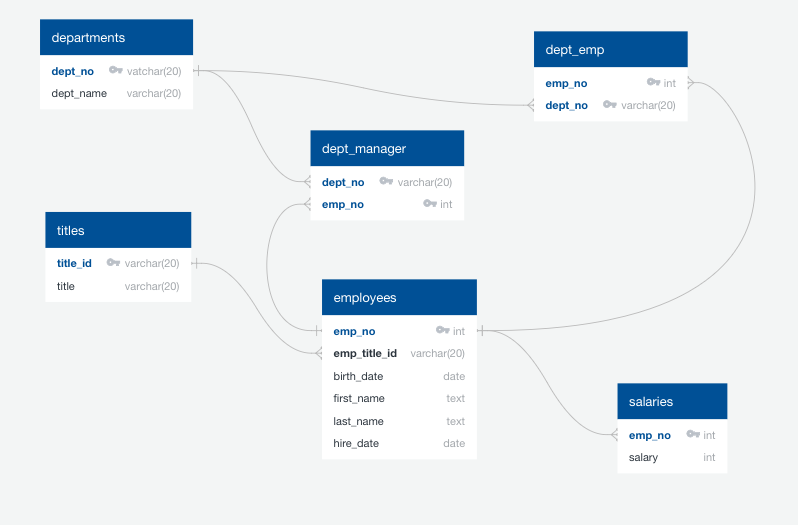 departments
dept_no vatchar(20)
dept_name varchar(20)
dept_emp
emp_no int
dept_no varchar(20)
dept_manager
dept_no varchar(20)
emp_no int
titles
title_id varchar(20)
title varchar(20)
employees
emp_no int
emp_title_id varchar(20)
birth_date date
first_name text
last_name text
hire_date date
salaries
emp_no int
salary int